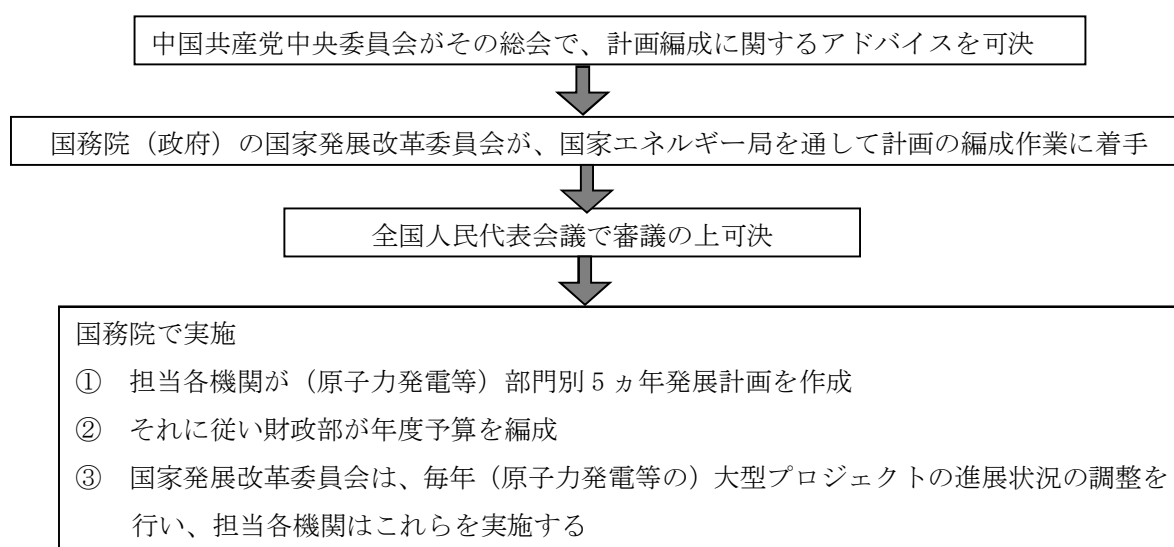 中国共産党中央委員会がその総会で、計画編成に関するアドバイスを可決
国務院（政府）の国家発展改革委員会が、国家エネルギー局を通して計画の編成作業に着手
全国人民代表会議で審議の上可決
国務院で実施
① 担当各機関が（原子力発電等）部門別５ヵ年発展計画を作成
② それに従い財政部が年度予算を編成
③ 国家発展改革委員会は、毎年（原子力発電等の）大型プロジェクトの進展状況の調整を
行い、担当各機関はこれらを実施する